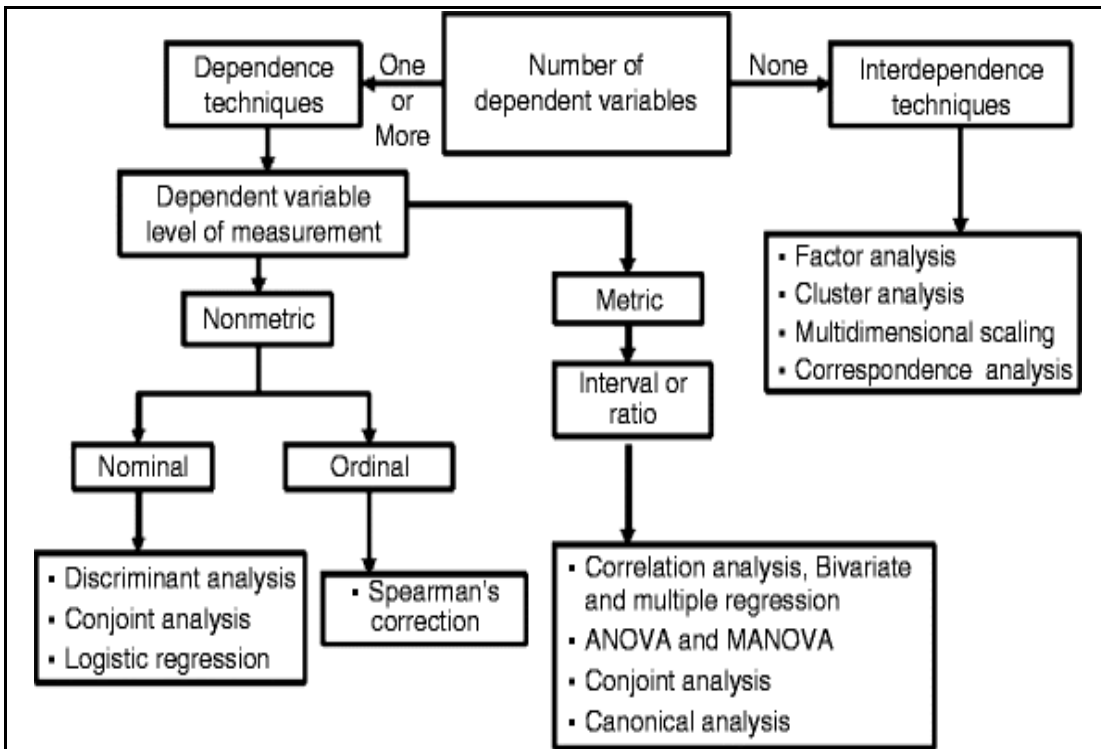 Number of
dependent variables
One
or
More
None
Dependence
techniques
Interdependence
techniques
Dependent variable
level of measurement
Nonmetric
Metric
Interval or
ratio
Nominal
Ordinal
▪ Discriminant analysis
▪ Conjoint analysis
▪ Logistic regression
▪ Spearman's
correction
▪ Correlation analysis, Bivariate
and multiple regression
▪ ANOVA and MANOVA
▪ Conjoint analysis
▪ Canonical analysis
▪ Factor analysis
▪ Cluster analysis
▪ Multidimensional scaling
▪ Correspondence analysis